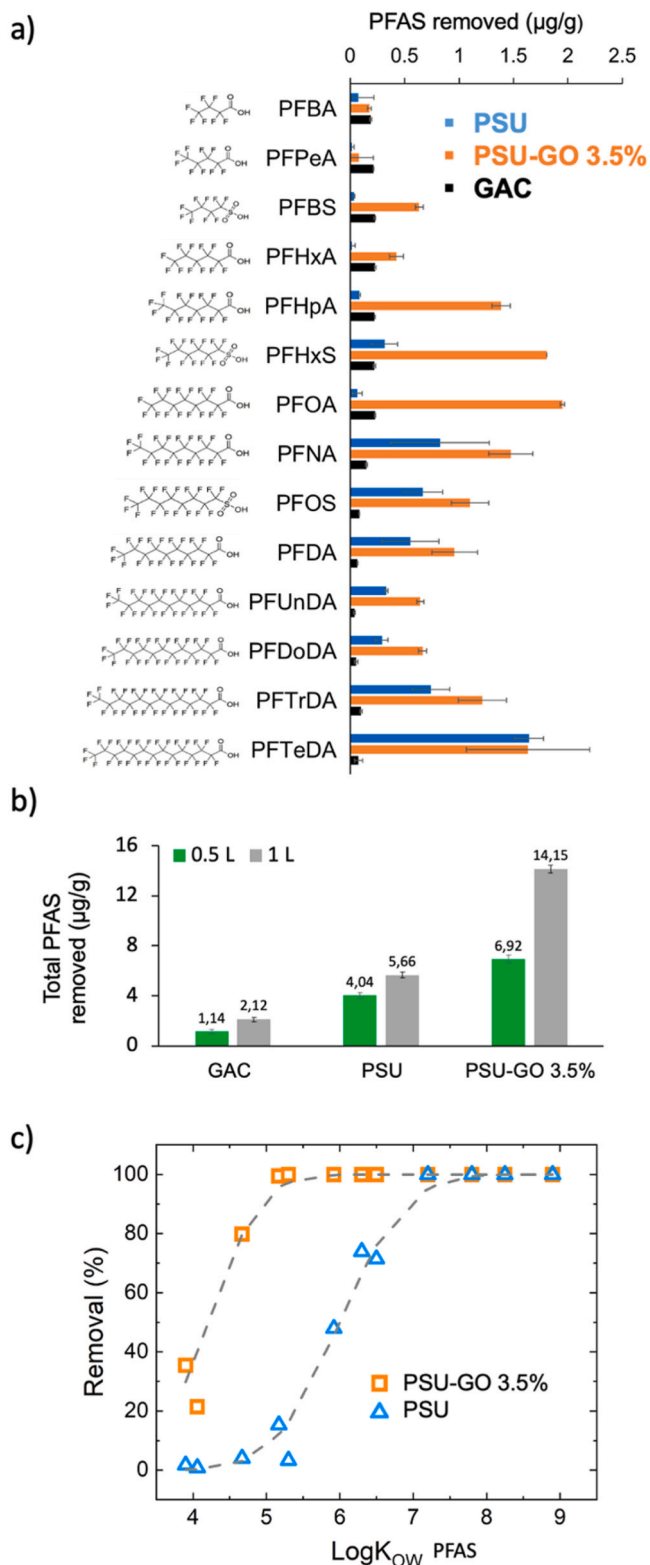 a)
PFAS removed (µg/g)
0 0.5 1 1.5 2 2.5
PFBA
PFPeA
PFBS
PFHxA
PFHpA
PFHxS
PFOA
PFNA
PFOS
PFDA
PFUnDA
PFDoDA
PFTrDA
PFTeDA
PSU
PSU-GO 3.5%
GAC
b)
Total PFAS
removed (µg/g)
16
12
8
4
0
0.5 L 1 L
1,14 2,12 4,04 5,66 6,92 14,15
GAC PSU PSU-GO 3.5%
c)
Removal (%)
100
80
60
40
20
0
PSU-GO 3.5%
PSU
4 5 6 7 8 9
LogKOW PFAS